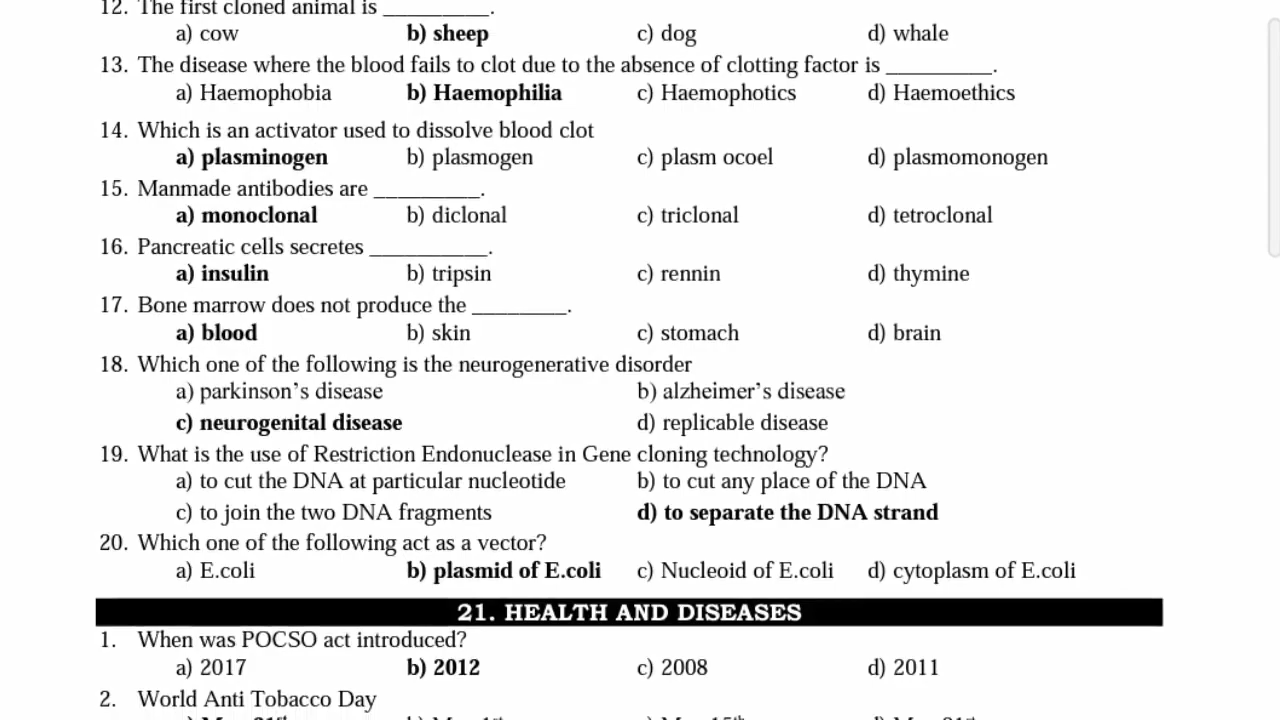 12. The first cloned animal is __________.
a) cow b) sheep c) dog d) whale
13. The disease where the blood fails to clot due to the absence of clotting factor is __________.
a) Haemophobia b) Haemophilia c) Haemophotics d) Haemoethics
14. Which is an activator used to dissolve blood clot
a) plasminogen b) plasmogen c) plasm ocoel d) plasmomonogen
15. Manmade antibodies are __________.
a) monoclonal b) diclonal c) triclonal d) tetroclonal
16. Pancreatic cells secretes ___________.
a) insulin b) tripsin c) rennin d) thymine
17. Bone marrow does not produce the _________.
a) blood b) skin c) stomach d) brain
18. Which one of the following is the neurogenerative disorder
a) parkinson’s disease b) alzheimer’s disease
c) neurogenital disease d) replicable disease
19. What is the use of Restriction Endonuclease in Gene cloning technology?
a) to cut the DNA at particular nucleotide b) to cut any place of the DNA
c) to join the two DNA fragments d) to separate the DNA strand
20. Which one of the following act as a vector?
a) E.coli b) plasmid of E.coli c) Nucleoid of E.coli d) cytoplasm of E.coli
21. HEALTH AND DISEASES
1. When was POCSO act introduced?
a) 2017 b) 2012 c) 2008 d) 2011
2. World Anti Tobacco Day